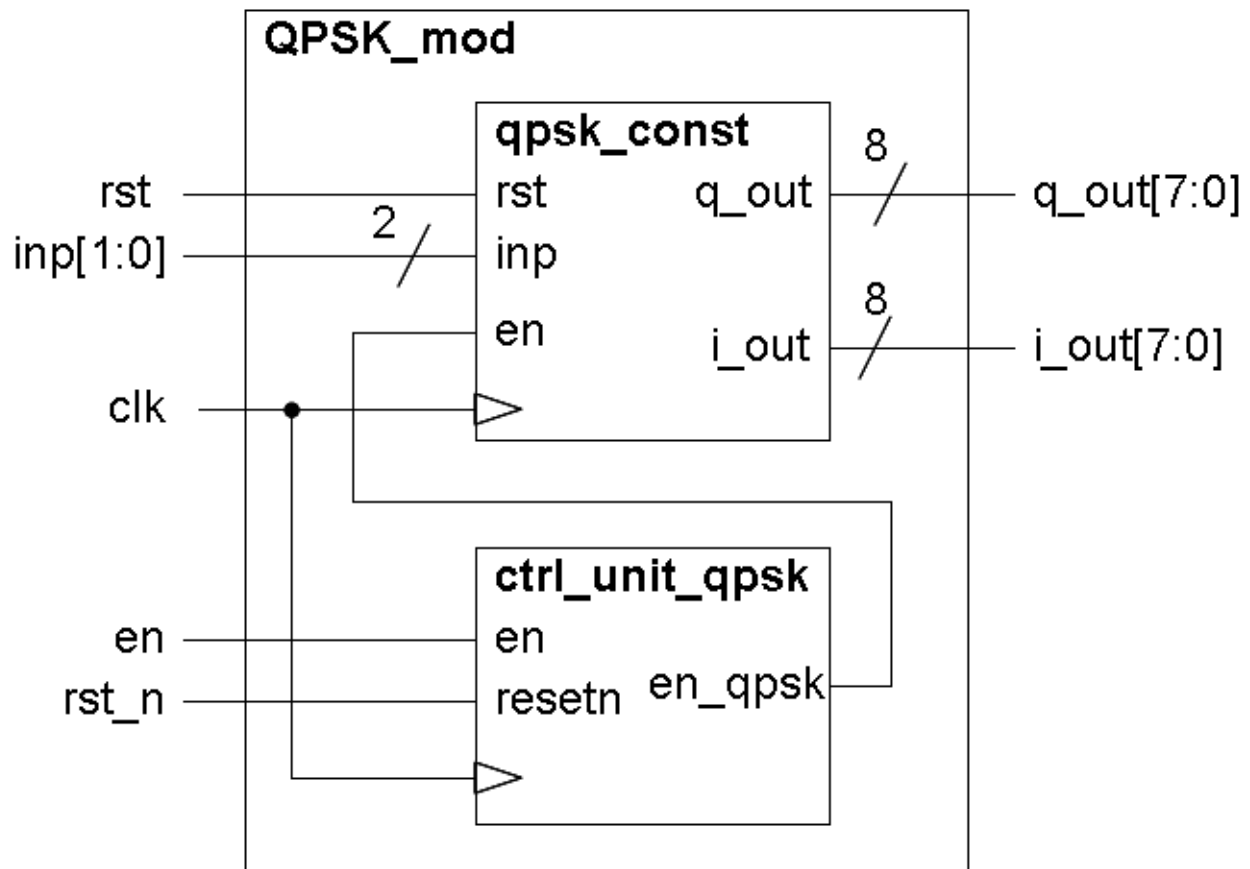 QPSK_mod
qpsk_const
8
rst
rst
q_out
q_out[7:0]
2
inp[1:0]
inp
8
en
i_out
i_out[7:0]
clk
ctrl_unit_qpsk
en
en
rst_n
resetn
en_qpsk